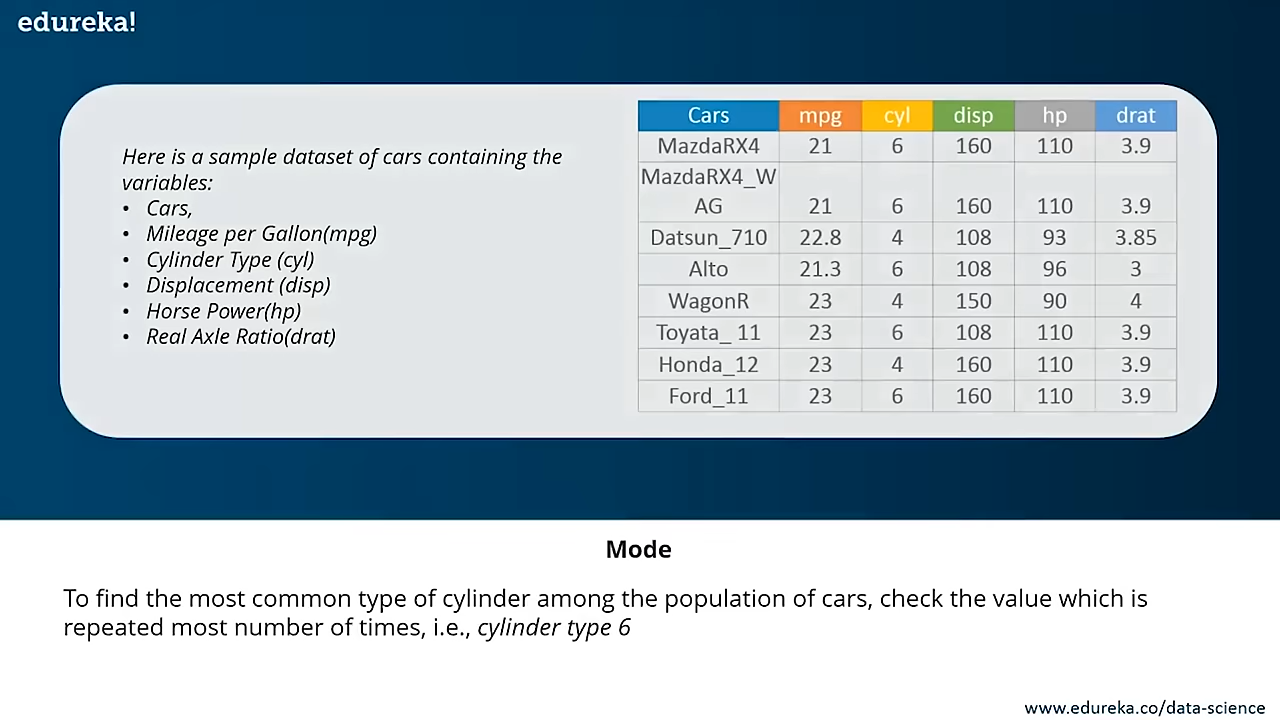 edureka!
Here is a sample dataset of cars containing the
variables:
• Cars,
• Mileage per Gallon(mpg)
• Cylinder Type (cyl)
• Displacement (disp)
• Horse Power(hp)
• Real Axle Ratio(drat)
Cars mpg cyl disp hp drat
MazdaRX4 21 6 160 110 3.9
MazdaRX4_W
AG 21 6 160 110 3.9
Datsun_710 22.8 4 108 93 3.85
Alto 21.3 6 108 96 3
WagonR 23 4 150 90 4
Toyata_ 11 23 6 108 110 3.9
Honda_12 23 4 160 110 3.9
Ford_11 23 6 160 110 3.9
Mode
To find the most common type of cylinder among the population of cars, check the value which is
repeated most number of times, i.e., cylinder type 6
www.edureka.co/data-science